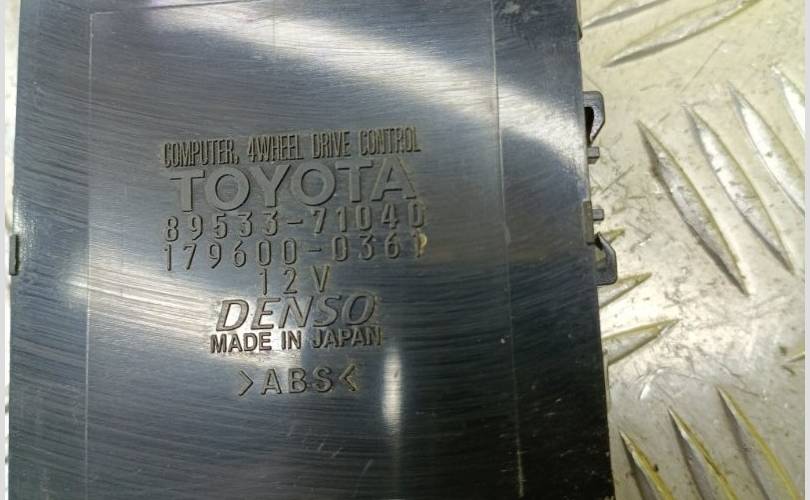 COMPUTER, 4WHEEL DRIVE CONTROL
TOYOTA
89533-71040
179600-0361
12V
DENSO
MADE IN JAPAN
>ABS<